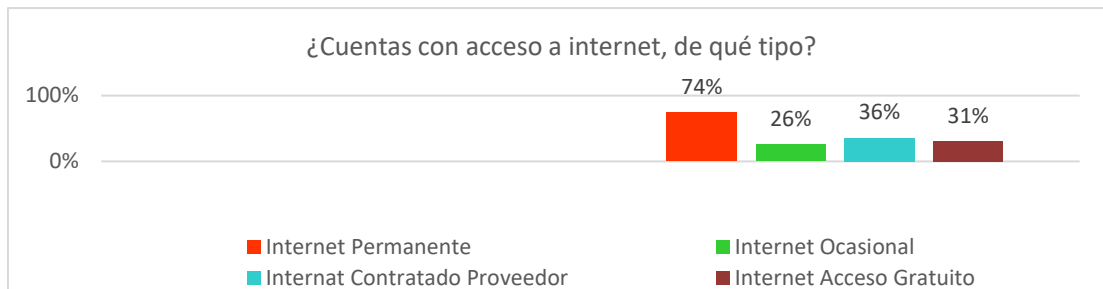 ¿Cuentas con acceso a internet, de qué tipo?
74%
100%
26%
36%
31%
0%
Internet Permanente
Internet Ocasional
Internat Contratado Proveedor
Internet Acceso Gratuito